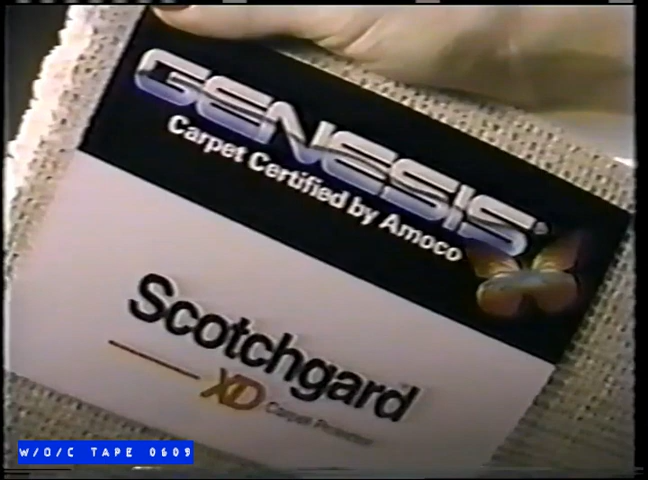 GENESIS
Carpet Certified by Amoco
Scotchgard
XD Carpet Protector
W/O/C TAPE 0609